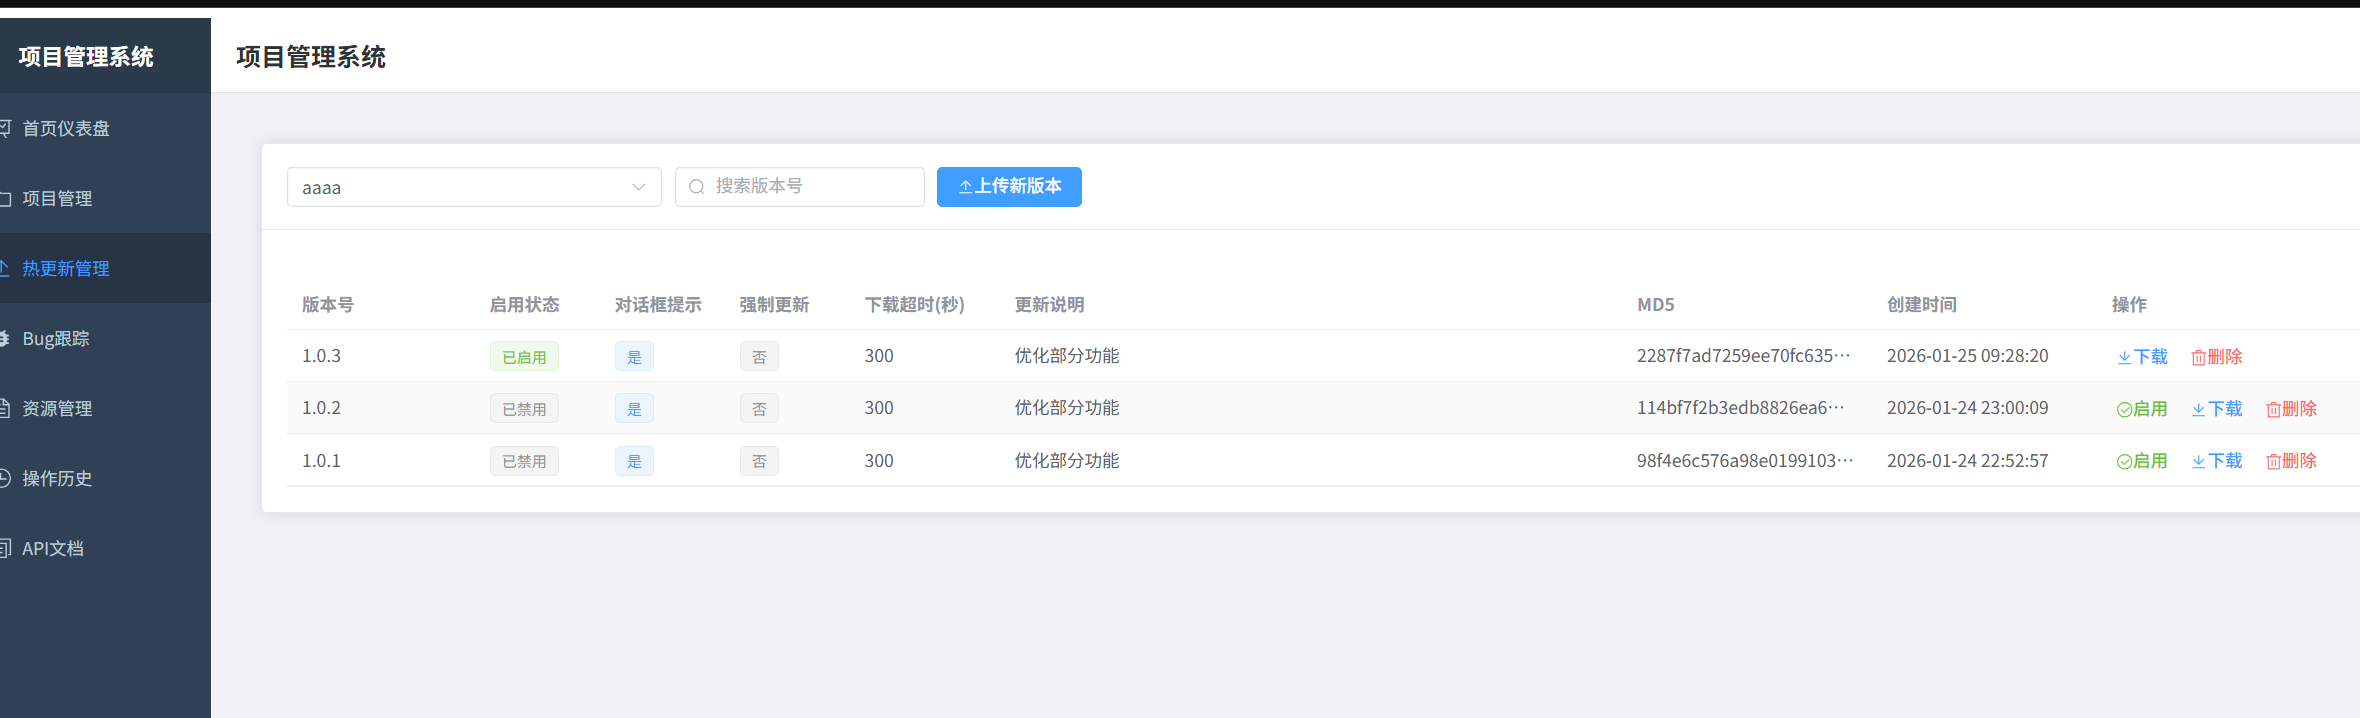 项目管理系统
项目管理系统
首页仪表盘
项目管理
热更新管理
Bug跟踪
资源管理
操作历史
API文档
aaaa 搜索版本号 上传新版本
版本号 启用状态 对话框提示 强制更新 下载超时(秒) 更新说明 MD5 创建时间 操作
1.0.3 已启用 是 否 300 优化部分功能 2287f7ad7259ee70fc635… 2026-01-25 09:28:20 下载 删除
1.0.2 已禁用 是 否 300 优化部分功能 114bf7f2b3edb8826ea6… 2026-01-24 23:00:09 启用 下载 删除
1.0.1 已禁用 是 否 300 优化部分功能 98f4e6c576a98e0199103… 2026-01-24 22:52:57 启用 下载 删除